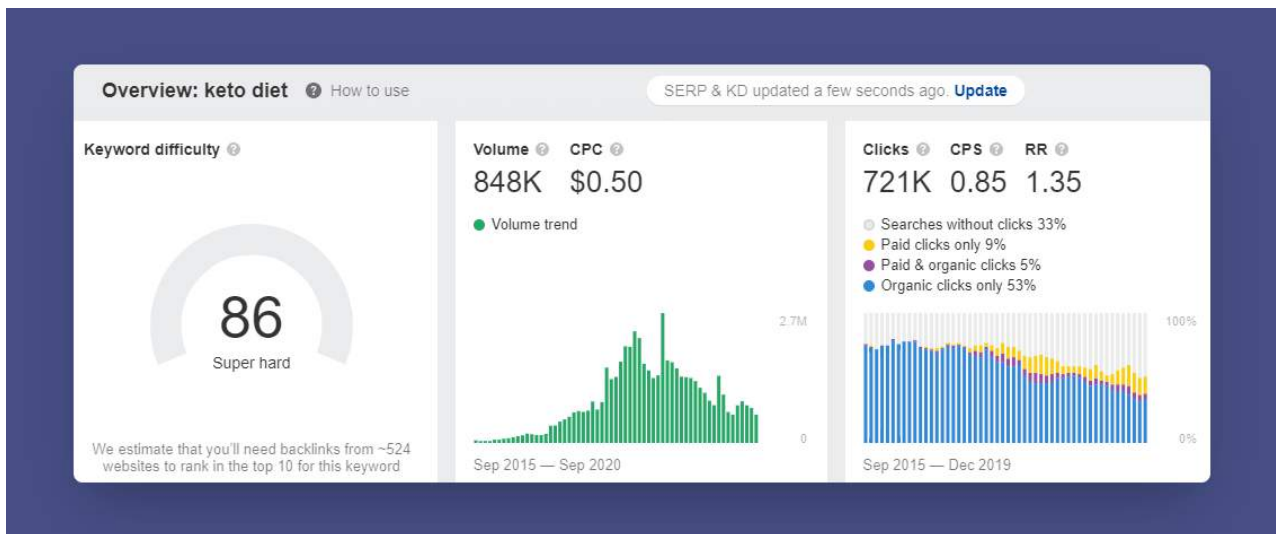 Overview: keto diet ? How to use
SERP & KD updated a few seconds ago. Update
Keyword difficulty ?
86
Super hard
We estimate that you'll need backlinks from ~524
websites to rank in the top 10 for this keyword
Volume ? CPC ?
848K $0.50
Volume trend
2.7M
0
Sep 2015 — Sep 2020
Clicks ? CPS ? RR ?
721K 0.85 1.35
Searches without clicks 33%
Paid clicks only 9%
Paid & organic clicks 5%
Organic clicks only 53%
100%
0%
Sep 2015 — Dec 2019